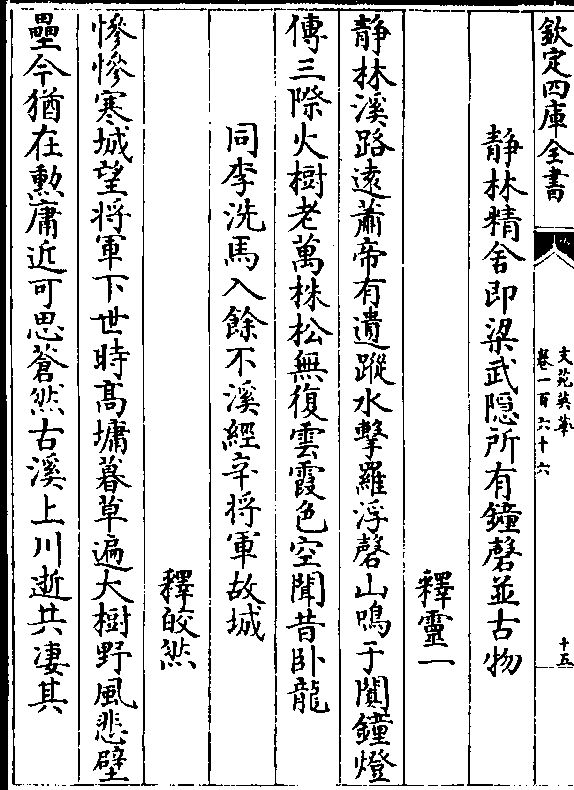 欽定四庫全書
文苑英華
卷一百六十六
十五
靜林精舍即梁武隠所有鐘磬並古物
釋靈一
靜林溪路逺蕭帝有遺蹤水擊羅浮磬山鳴于闐鐘燈
傳三際火樹老萬株松無復雲霞色空聞昔卧龍
同李洗馬入餘不溪經辛将軍故城
釋皎然
慘慘寒城望将軍下世時髙墉暮草遍大樹野風悲壁
壘今猶在勲庸近可思蒼然古溪上川逝共凄其